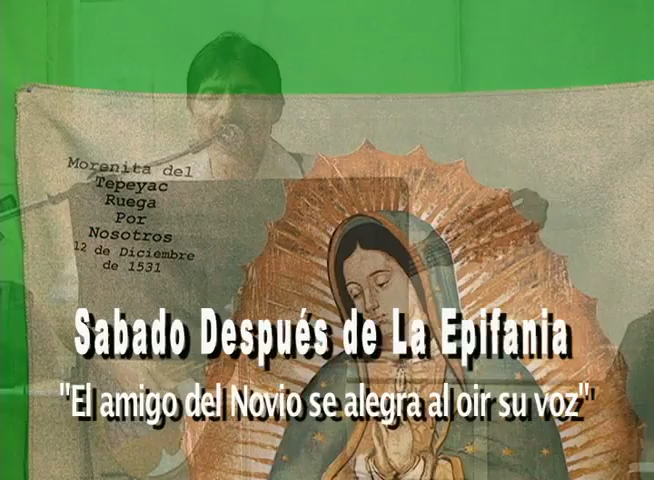 Morenita del
Tepeyac
Ruega
Por
Nosotros
12 de Diciembre
de 1531
Sabado Después de La Epifania
"El amigo del Novio se alegra al oir su voz"